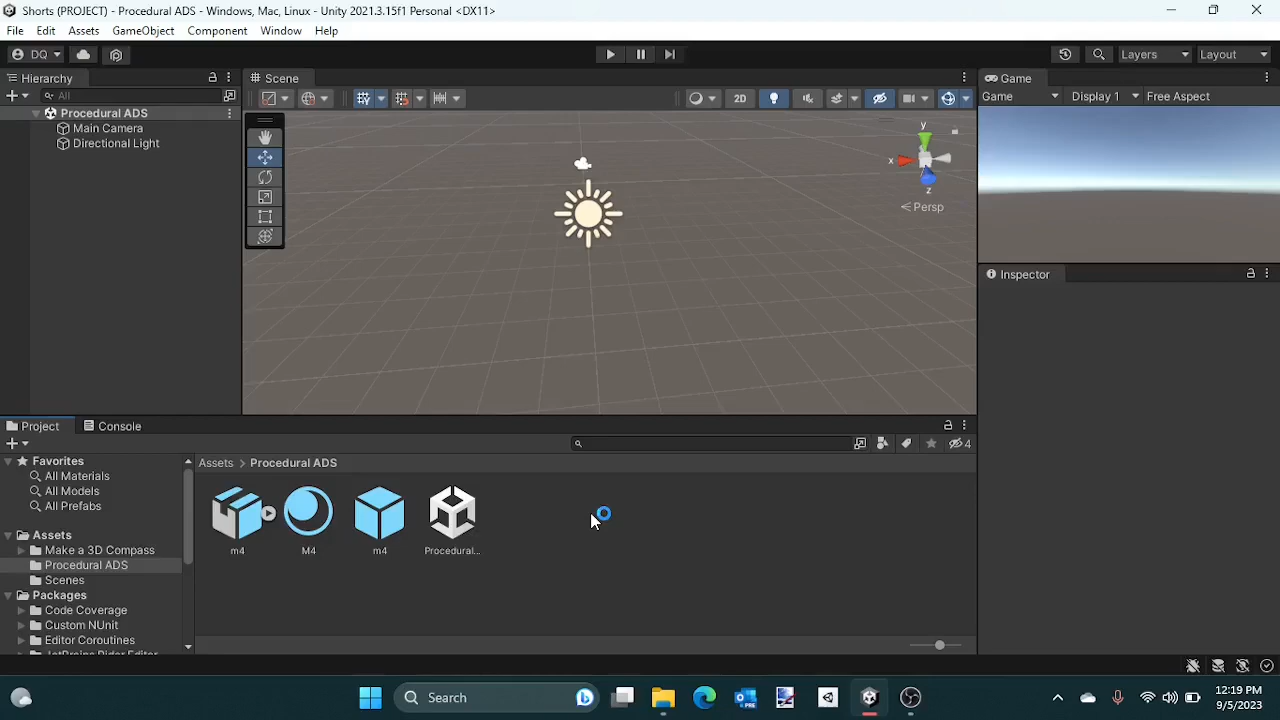 Shorts (PROJECT) - Procedural ADS - Windows, Mac, Linux - Unity 2021.3.15f1 Personal <DX11>
File Edit Assets GameObject Component Window Help
DQ Layers Layout
Hierarchy Scene Game
All 2D Game Display 1 Free Aspect
Procedural ADS
Main Camera
Directional Light
y
x
z
Persp
Inspector
Project Console
4
Favorites Assets > Procedural ADS
All Materials
All Models
All Prefabs
m4 M4 m4 Procedural...
Assets
Make a 3D Compass
Procedural ADS
Scenes
Packages
Code Coverage
Custom NUnit
Editor Coroutines
JetBrains Rider Editor
Search
PRE
12:19 PM
9/5/2023